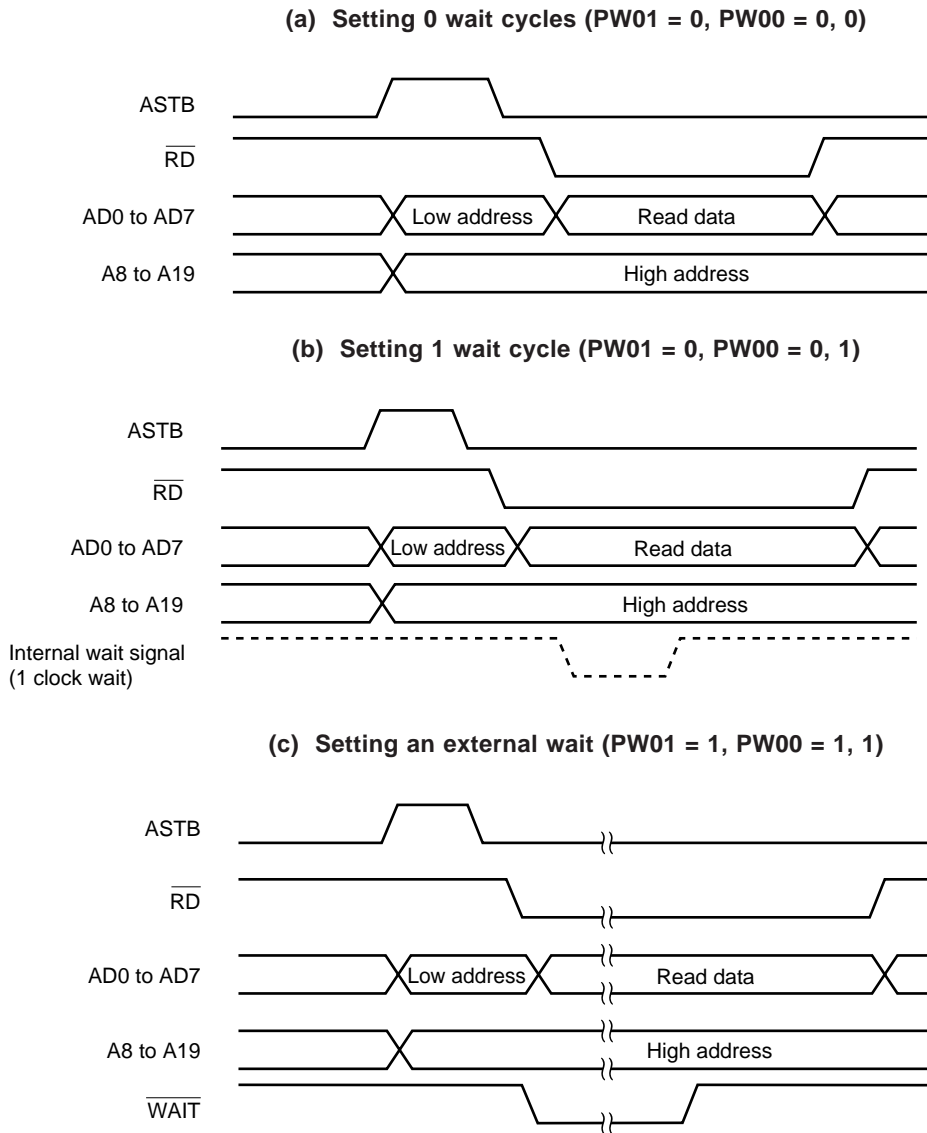 (a) Setting 0 wait cycles (PW01 = 0, PW00 = 0, 0)
ASTB
RD
AD0 to AD7
Low address
Read data
A8 to A19
High address
(b) Setting 1 wait cycle (PW01 = 0, PW00 = 0, 1)
ASTB
RD
AD0 to AD7
Low address
Read data
A8 to A19
High address
Internal wait signal
(1 clock wait)
(c) Setting an external wait (PW01 = 1, PW00 = 1, 1)
ASTB
RD
AD0 to AD7
Low address
Read data
A8 to A19
High address
WAIT